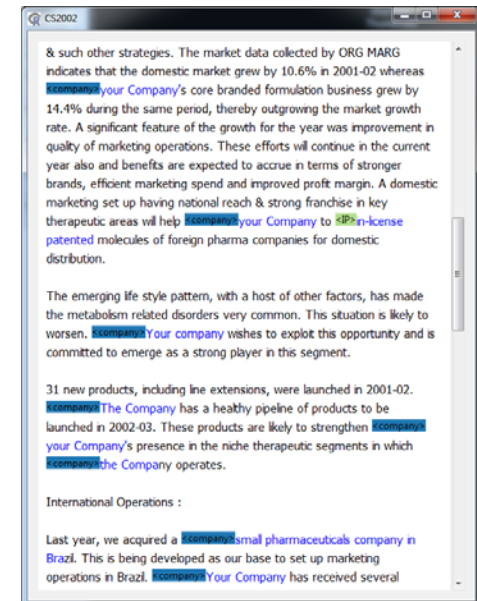 CS2002
& such other strategies. The market data collected by ORG MARG
indicates that the domestic market grew by 10.6% in 2001-02 whereas
<company>your Company's core branded formulation business grew by
14.4% during the same period, thereby outgrowing the market growth
rate. A significant feature of the growth for the year was improvement in
quality of marketing operations. These efforts will continue in the current
year also and benefits are expected to accrue in terms of stronger
brands, efficient marketing spend and improved profit margin. A domestic
marketing set up having national reach & strong franchise in key
therapeutic areas will help <company>your Company to <IP>in-license
patented molecules of foreign pharma companies for domestic
distribution.
The emerging life style pattern, with a host of other factors, has made
the metabolism related disorders very common. This situation is likely to
worsen. <company>Your company wishes to exploit this opportunity and is
committed to emerge as a strong player in this segment.
31 new products, including line extensions, were launched in 2001-02.
<company>The Company has a healthy pipeline of products to be
launched in 2002-03. These products are likely to strengthen <company>
your Company's presence in the niche therapeutic segments in which
<company>the Company operates.
International Operations :
Last year, we acquired a <company>small pharmaceuticals company in
Brazil. This is being developed as our base to set up marketing
operations in Brazil. <company>Your Company has received several